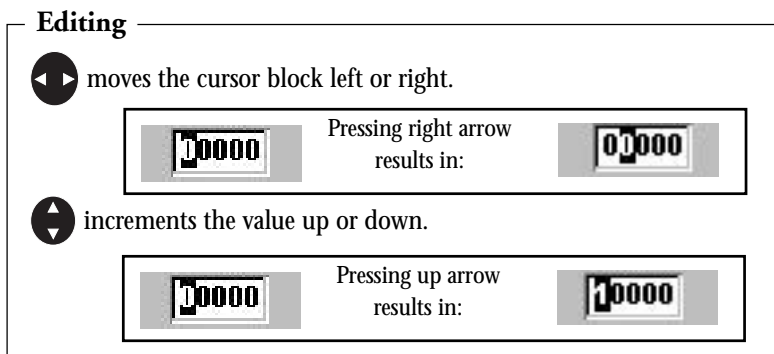 Editing
moves the cursor block left or right.
00000 Pressing right arrow 00000
results in:
increments the value up or down.
00000 Pressing up arrow 10000
results in: